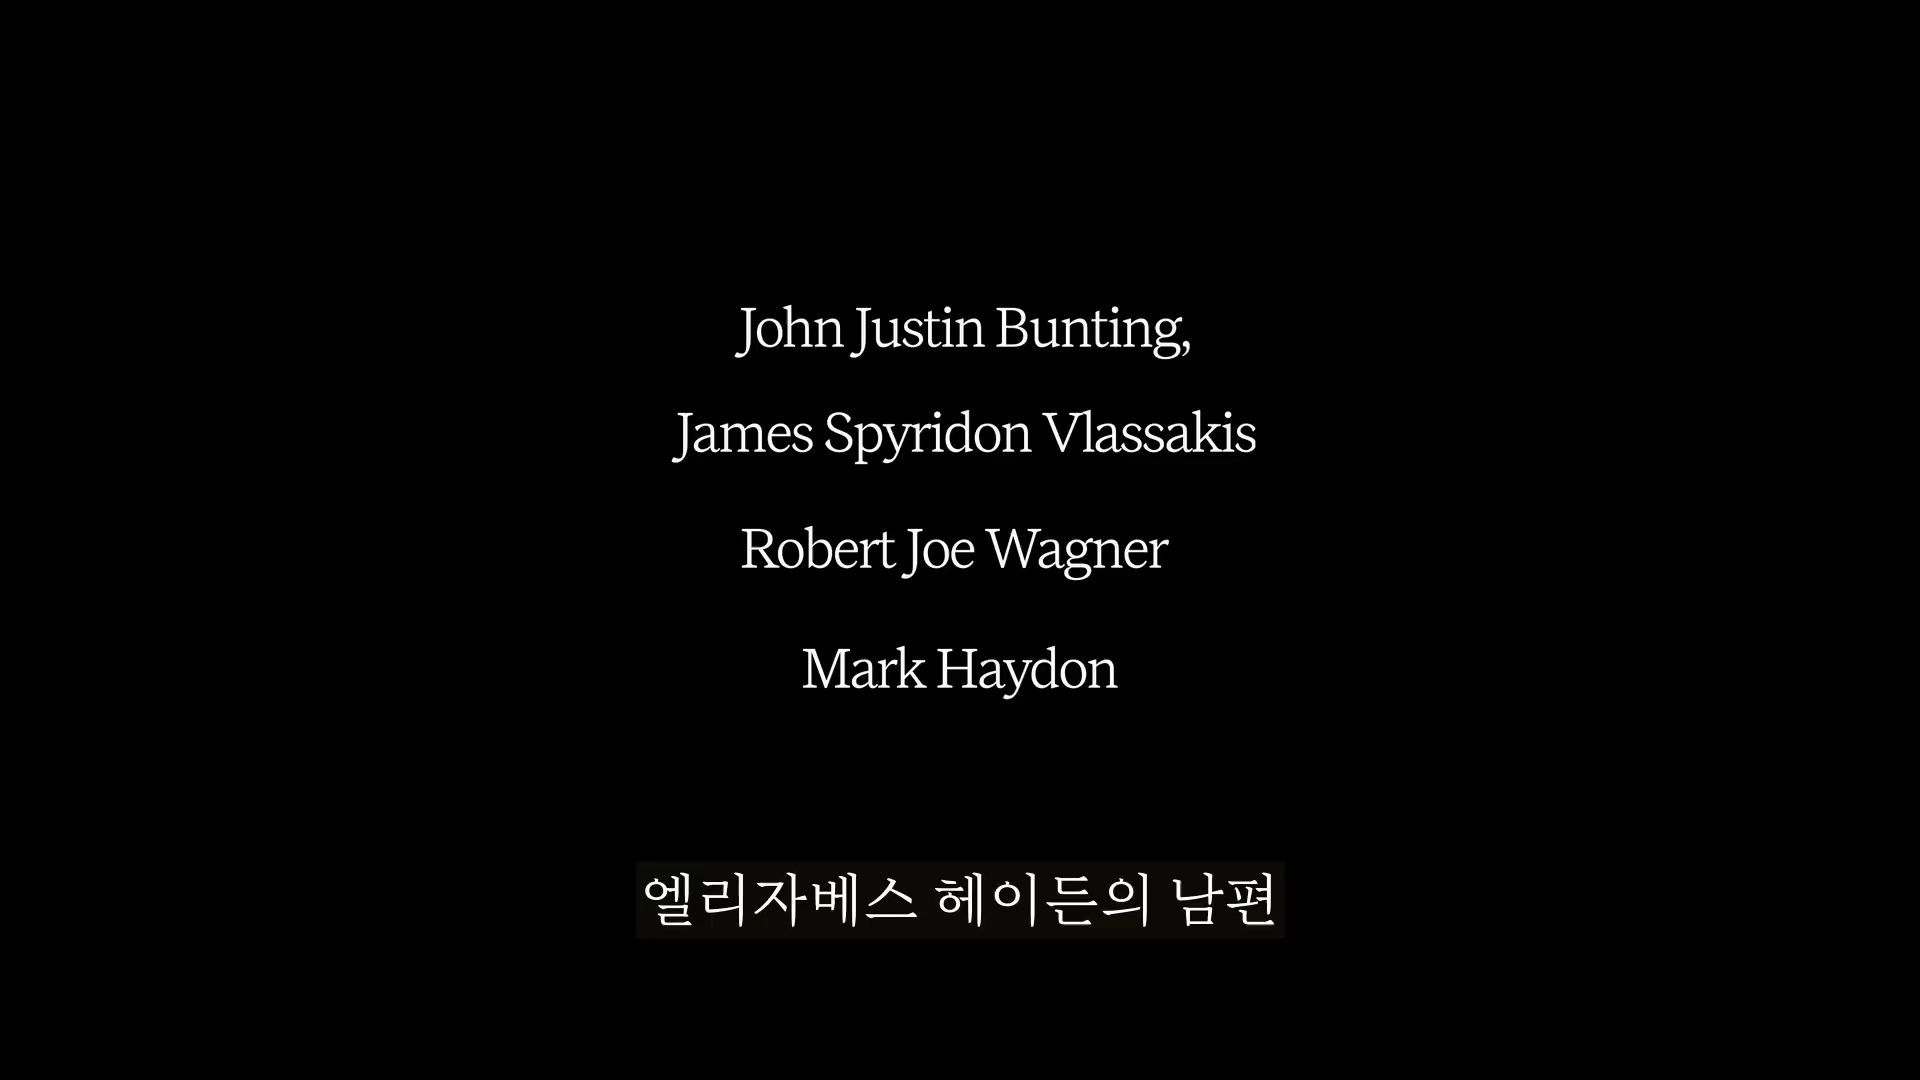 John Justin Bunting,
James Spyridon Vlassakis
Robert Joe Wagner
Mark Haydon
엘리자베스 헤이든의 남편